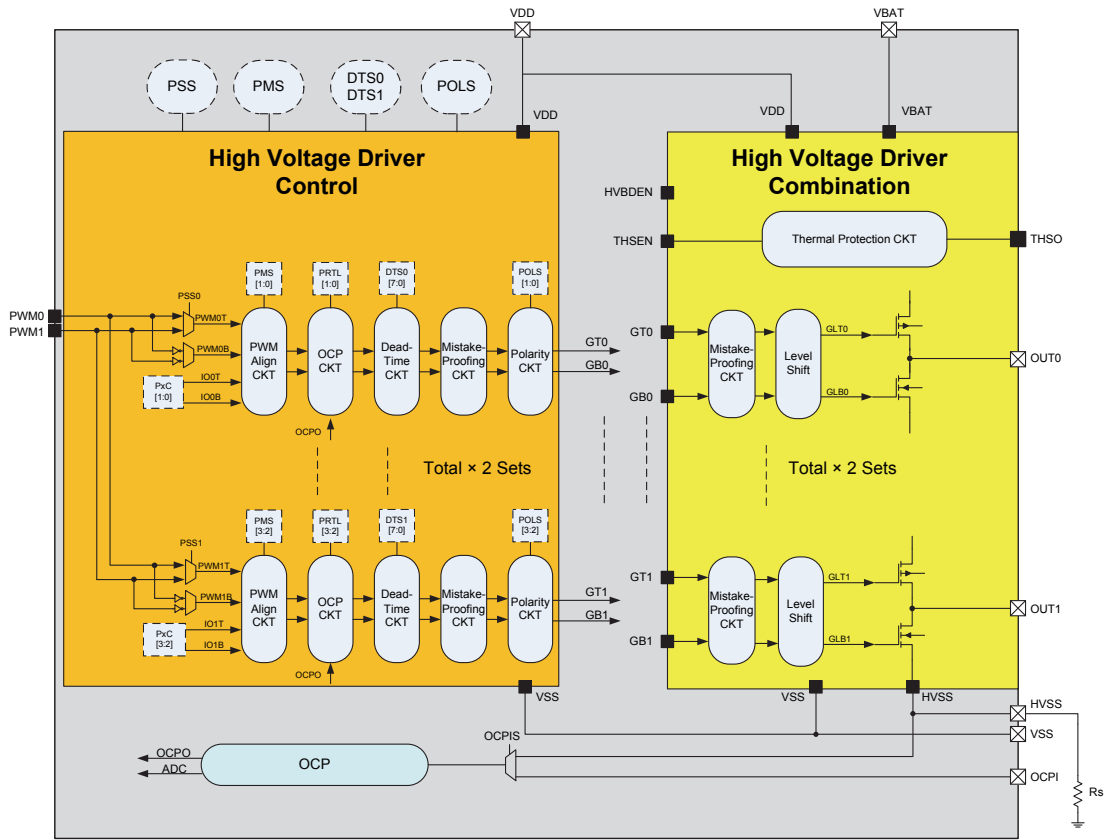 VDD
VBAT
PSS
PMS
DTS0
DTS1
POLS
VDD
VDD
VBAT
High Voltage Driver
Control
High Voltage Driver
Combination
HVBDEN
THSEN
Thermal Protection CKT
THSO
PMS
[1:0]
PRTL
[1:0]
DTS0
[7:0]
POLS
[1:0]
PSS0
PWM0
PWM1
PWM0T
PWM0B
PxC
[1:0]
IO0T
IO0B
PWM
Align
CKT
OCP
CKT
Dead-
Time
CKT
Mistake-
Proofing
CKT
Polarity
CKT
GT0
GB0
GT0
GB0
Mistake-
Proofing
CKT
Level
Shift
GLT0
GLB0
OUT0
OCPO
Total × 2 Sets
Total × 2 Sets
PMS
[3:2]
PRTL
[3:2]
DTS1
[7:0]
POLS
[3:2]
PSS1
PWM1T
PWM1B
PxC
[3:2]
IO1T
IO1B
PWM
Align
CKT
OCP
CKT
Dead-
Time
CKT
Mistake-
Proofing
CKT
Polarity
CKT
GT1
GB1
GT1
GB1
Mistake-
Proofing
CKT
Level
Shift
GLT1
GLB1
OUT1
OCPO
VSS
VSS
HVSS
HVSS
VSS
OCPIS
OCPO
ADC
OCP
OCPI
Rs